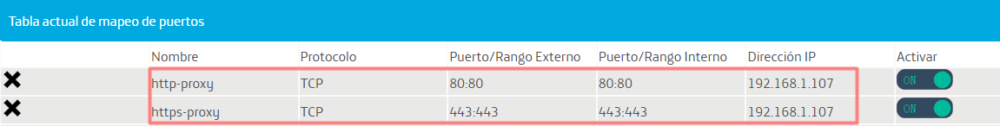 Tabla actual de mapeo de puertos
Nombre Protocolo Puerto/Rango Externo Puerto/Rango Interno Dirección IP Activar
http-proxy TCP 80:80 80:80 192.168.1.107 ON
https-proxy TCP 443:443 443:443 192.168.1.107 ON